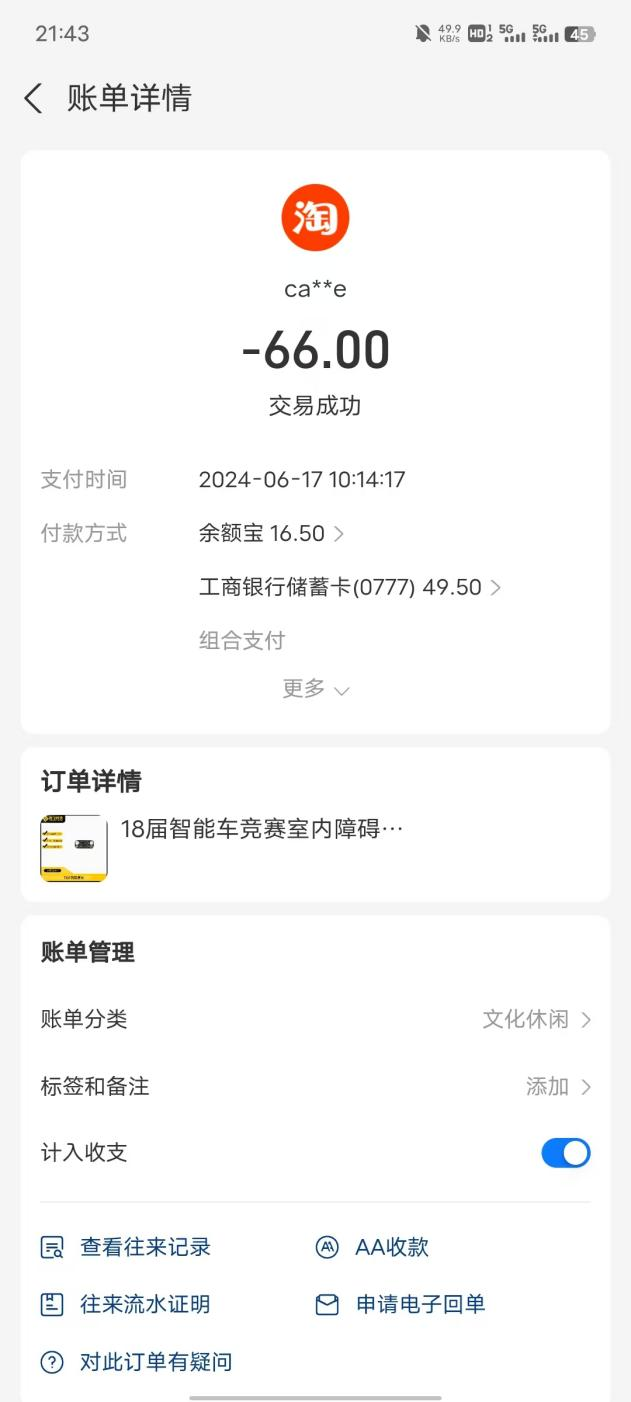 21:43
49.9 KB/s HD 1 2 5G 5G 45
账单详情
淘
ca**e
-66.00
交易成功
支付时间 2024-06-17 10:14:17
付款方式 余额宝 16.50
工商银行储蓄卡(0777) 49.50
组合支付
更多
订单详情
18届智能车竞赛室内障碍…
账单管理
账单分类 文化休闲
标签和备注 添加
计入收支
查看往来记录 AA收款
往来流水证明 申请电子回单
对此订单有疑问